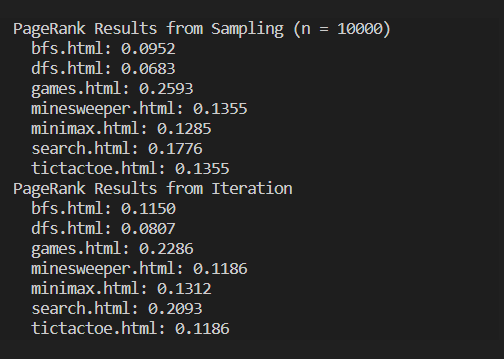 PageRank Results from Sampling (n = 10000)
  bfs.html: 0.0952
  dfs.html: 0.0683
  games.html: 0.2593
  minesweeper.html: 0.1355
  minimax.html: 0.1285
  search.html: 0.1776
  tictactoe.html: 0.1355
PageRank Results from Iteration
  bfs.html: 0.1150
  dfs.html: 0.0807
  games.html: 0.2286
  minesweeper.html: 0.1186
  minimax.html: 0.1312
  search.html: 0.2093
  tictactoe.html: 0.1186